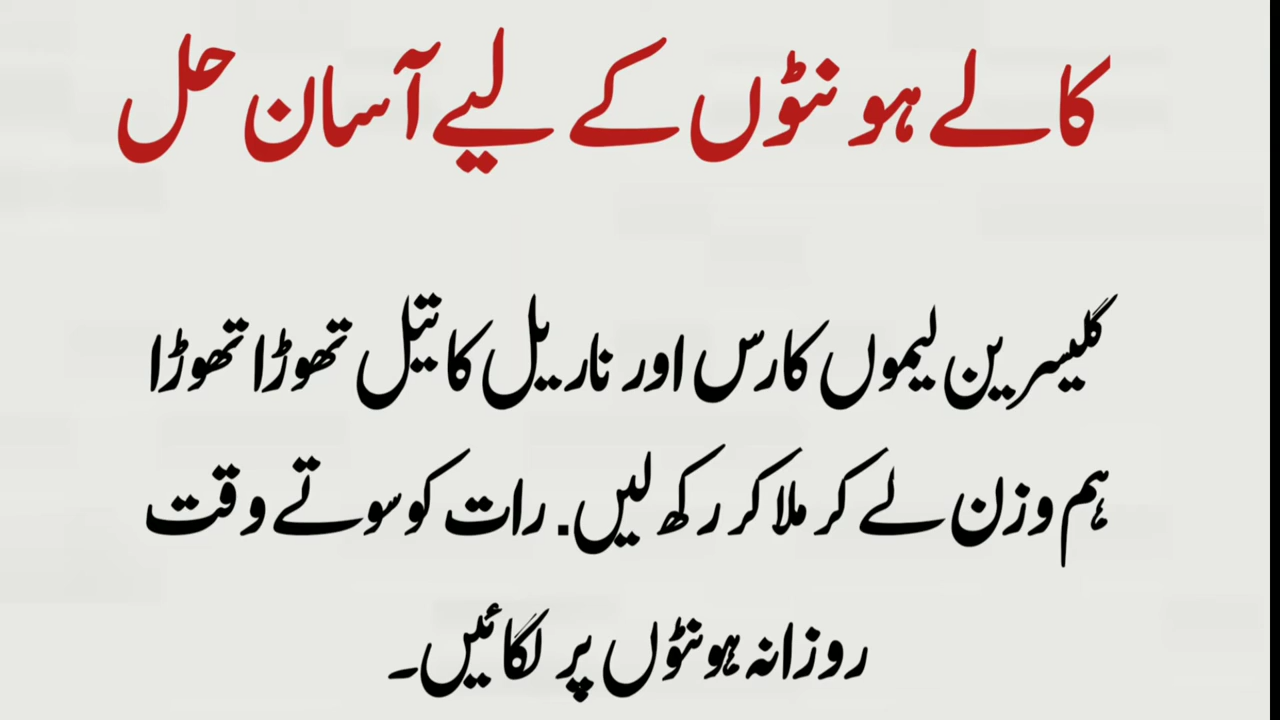 کالے ہونٹوں کے لیے آسان حل
گلیسرین لیموں کا رس اور ناریل کا تیل تھوڑا تھوڑا
ہم وزن لے کر ملا کر رکھ لیں. رات کو سوتے وقت
روزانہ ہونٹوں پر لگائیں۔